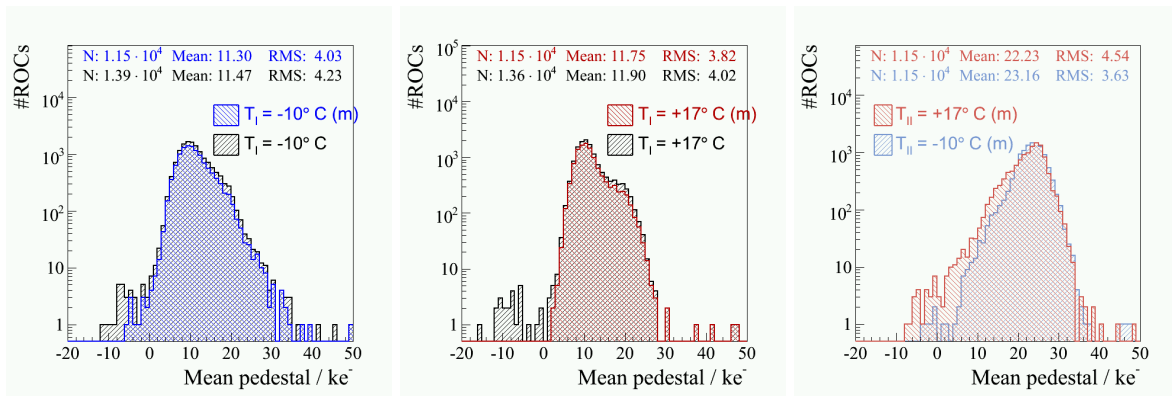 #ROCs
N: 1.15 · 10⁴ Mean: 11.30 RMS: 4.03
N: 1.39 · 10⁴ Mean: 11.47 RMS: 4.23
T_I = -10° C (m)
T_I = -10° C
10⁴
10³
10²
10
1
-20 -10 0 10 20 30 40 50
Mean pedestal / ke⁻
#ROCs
10⁵
N: 1.15 · 10⁴ Mean: 11.75 RMS: 3.82
N: 1.36 · 10⁴ Mean: 11.90 RMS: 4.02
T_I = +17° C (m)
T_I = +17° C
10⁴
10³
10²
10
1
-20 -10 0 10 20 30 40 50
Mean pedestal / ke⁻
#ROCs
N: 1.15 · 10⁴ Mean: 22.23 RMS: 4.54
N: 1.15 · 10⁴ Mean: 23.16 RMS: 3.63
T_II = +17° C (m)
T_II = -10° C (m)
10⁴
10³
10²
10
1
-20 -10 0 10 20 30 40 50
Mean pedestal / ke⁻